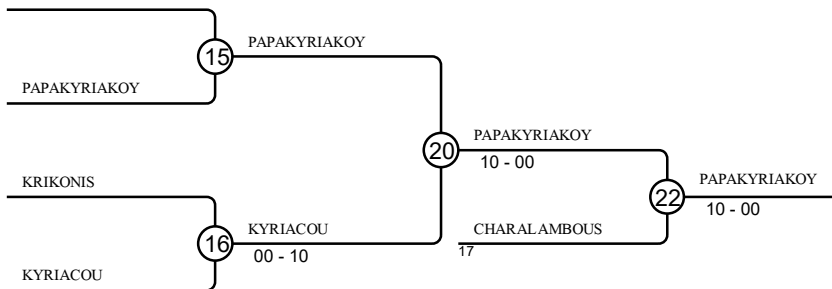 15
PAPAKYRIAKOY
PAPAKYRIAKOY
20
PAPAKYRIAKOY
10 - 00
22
PAPAKYRIAKOY
10 - 00
KRIKONIS
16
KYRIACOU
00 - 10
CHARALAMBOUS
17
KYRIACOU